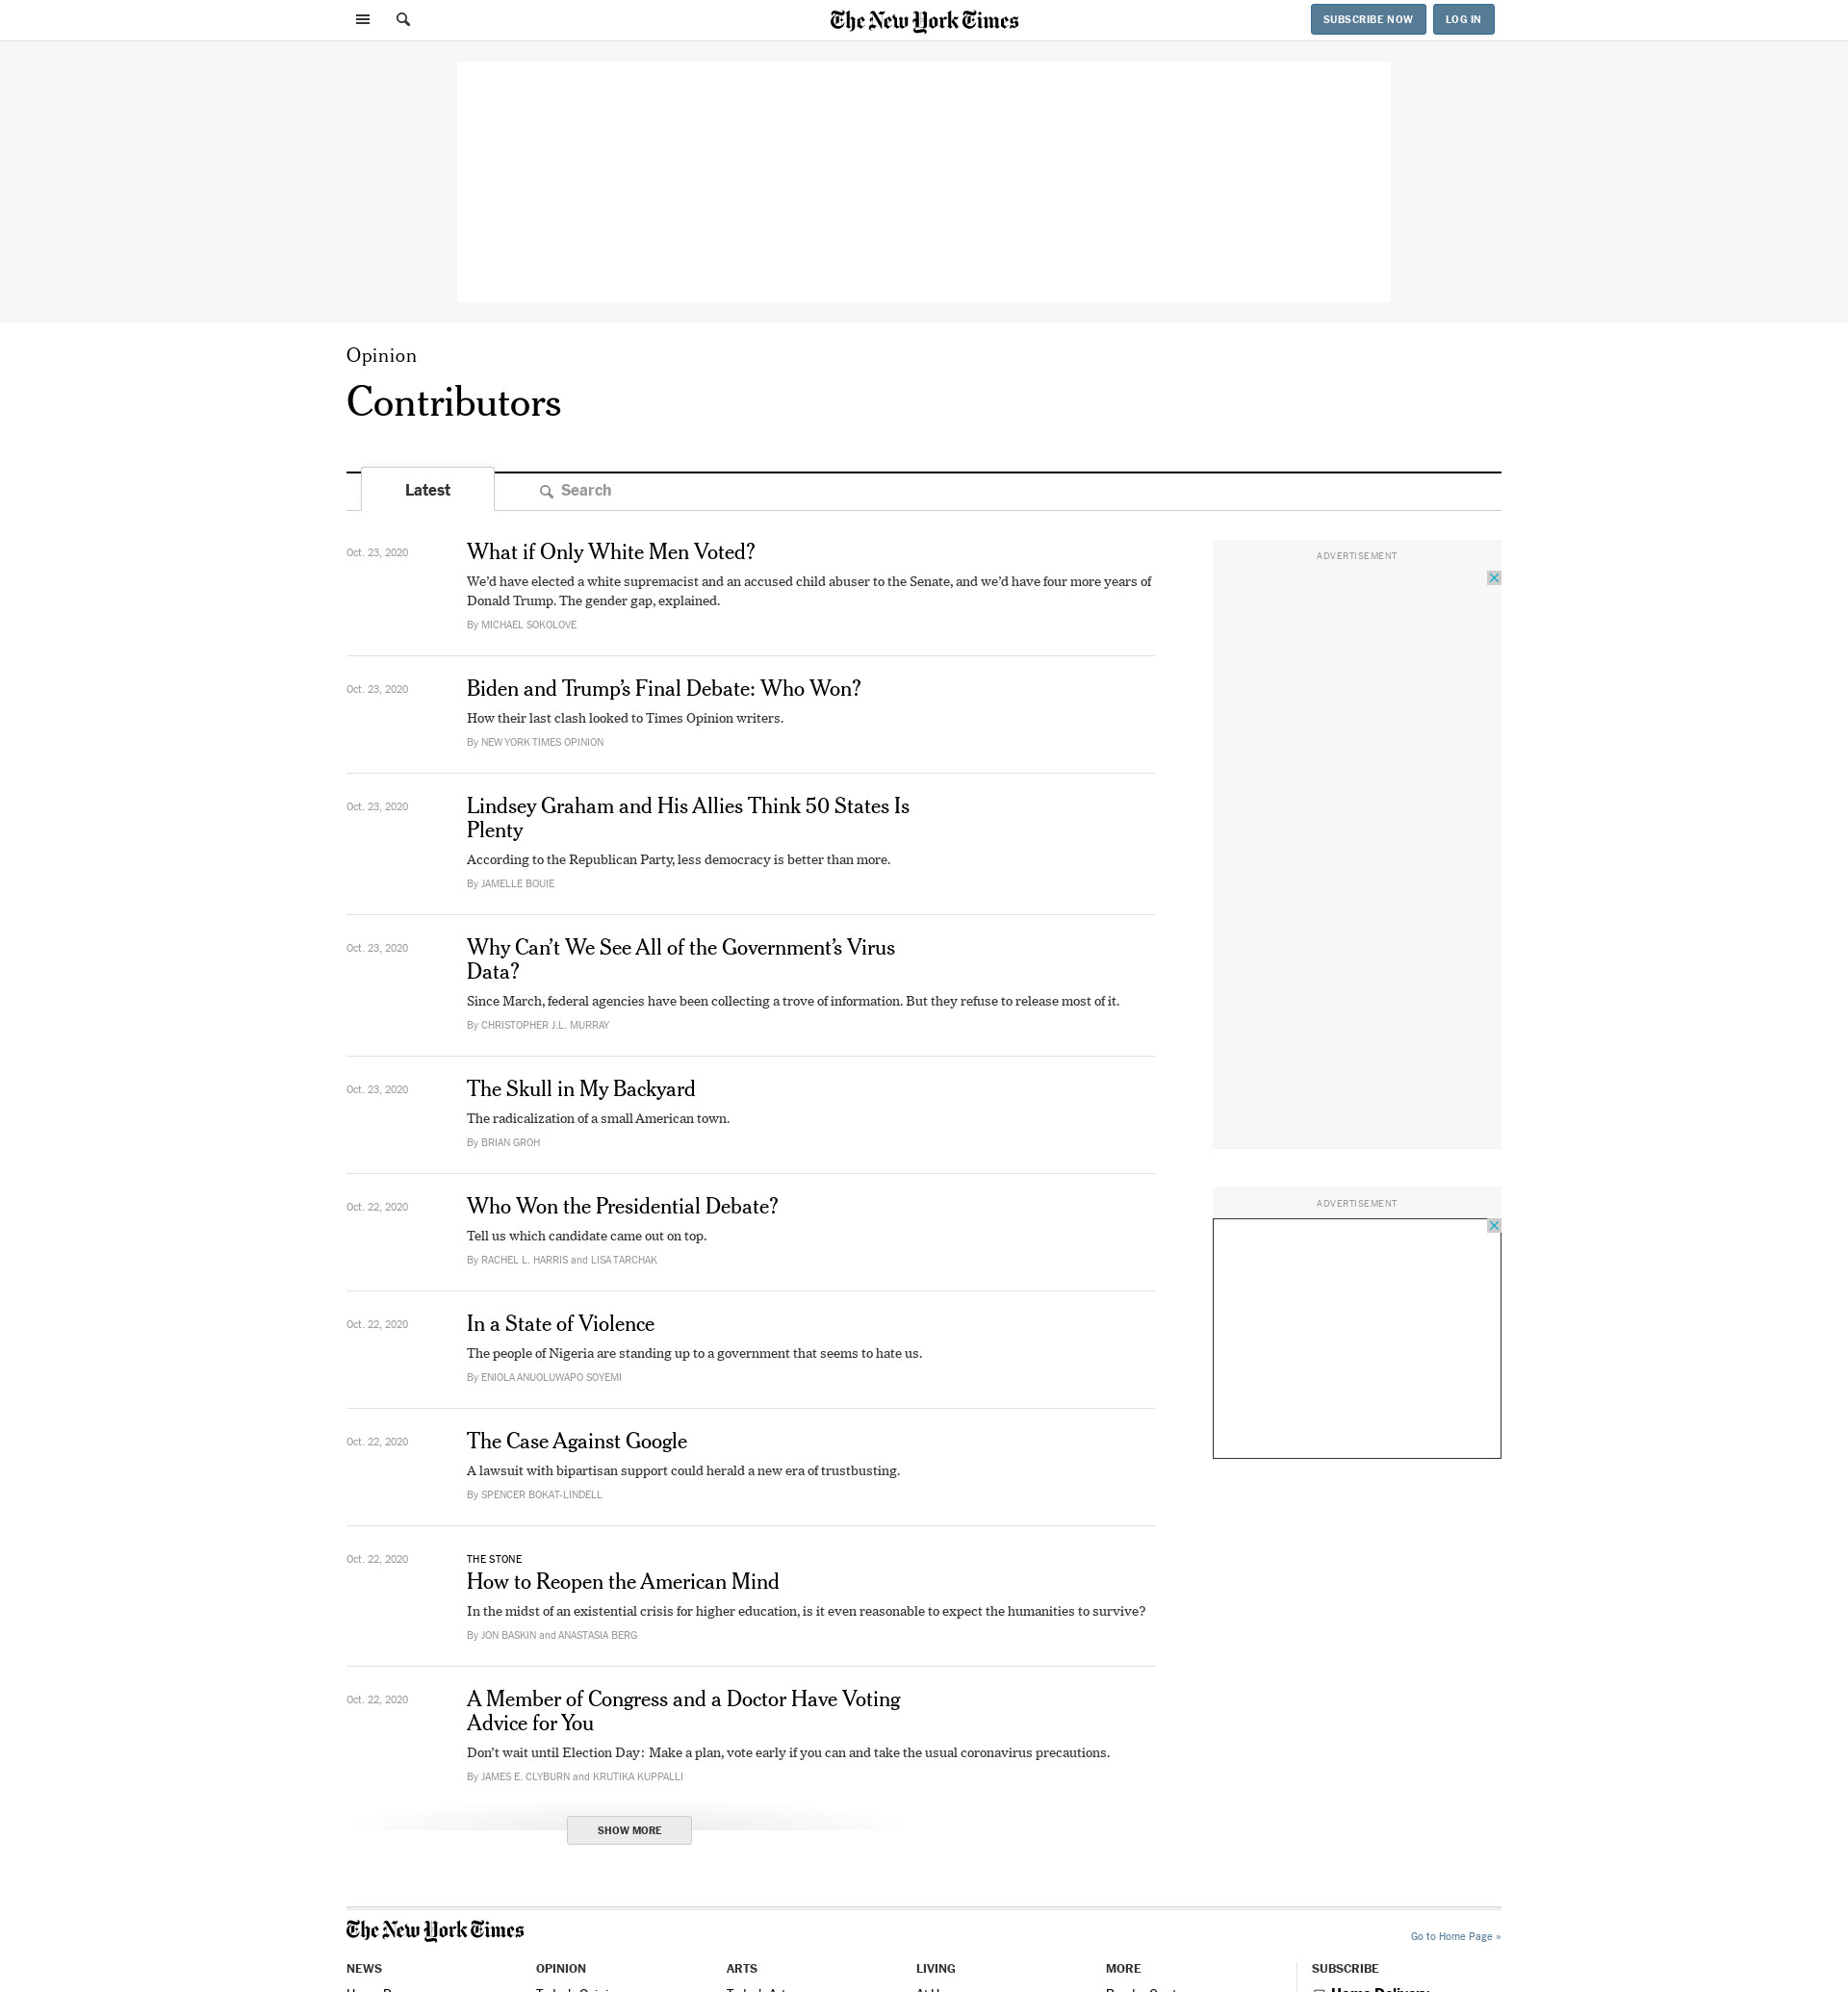 The New York Times
SUBSCRIBE NOW
LOG IN
Opinion
Contributors
Latest
Search
Oct. 23, 2020
What if Only White Men Voted?
We’d have elected a white supremacist and an accused child abuser to the Senate, and we’d have four more years of
Donald Trump. The gender gap, explained.
By MICHAEL SOKOLOVE
ADVERTISEMENT
Oct. 23, 2020
Biden and Trump’s Final Debate: Who Won?
How their last clash looked to Times Opinion writers.
By NEW YORK TIMES OPINION
Oct. 23, 2020
Lindsey Graham and His Allies Think 50 States Is
Plenty
According to the Republican Party, less democracy is better than more.
By JAMELLE BOUIE
Oct. 23, 2020
Why Can’t We See All of the Government’s Virus
Data?
Since March, federal agencies have been collecting a trove of information. But they refuse to release most of it.
By CHRISTOPHER J.L. MURRAY
Oct. 23, 2020
The Skull in My Backyard
The radicalization of a small American town.
By BRIAN GROH
Oct. 22, 2020
Who Won the Presidential Debate?
Tell us which candidate came out on top.
By RACHEL L. HARRIS and LISA TARCHAK
ADVERTISEMENT
Oct. 22, 2020
In a State of Violence
The people of Nigeria are standing up to a government that seems to hate us.
By ENIOLA ANUOLUWAPO SOYEMI
Oct. 22, 2020
The Case Against Google
A lawsuit with bipartisan support could herald a new era of trustbusting.
By SPENCER BOKAT-LINDELL
Oct. 22, 2020
THE STONE
How to Reopen the American Mind
In the midst of an existential crisis for higher education, is it even reasonable to expect the humanities to survive?
By JON BASKIN and ANASTASIA BERG
Oct. 22, 2020
A Member of Congress and a Doctor Have Voting
Advice for You
Don’t wait until Election Day: Make a plan, vote early if you can and take the usual coronavirus precautions.
By JAMES E. CLYBURN and KRUTIKA KUPPALLI
SHOW MORE
The New York Times
Go to Home Page »
NEWS
OPINION
ARTS
LIVING
MORE
SUBSCRIBE
Home Delivery